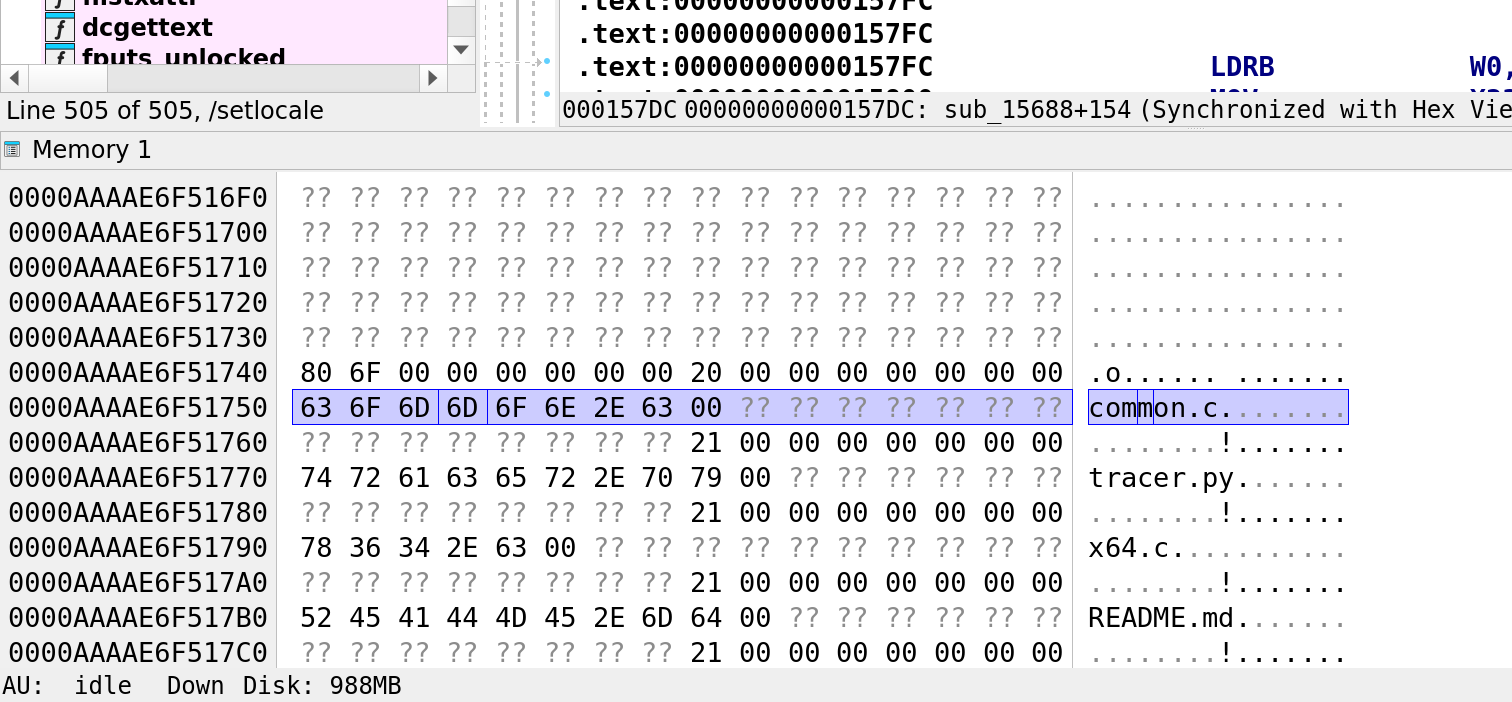 dcgettext
fputs_unlocked
Line 505 of 505, /setlocale
.text:00000000000157FC
.text:00000000000157FC
.text:00000000000157FC LDRB W0,
000157DC 00000000000157DC: sub_15688+154 (Synchronized with Hex Vie
Memory 1
0000AAAAE6F516F0 ?? ?? ?? ?? ?? ?? ?? ?? ?? ?? ?? ?? ?? ?? ?? ?? ................
0000AAAAE6F51700 ?? ?? ?? ?? ?? ?? ?? ?? ?? ?? ?? ?? ?? ?? ?? ?? ................
0000AAAAE6F51710 ?? ?? ?? ?? ?? ?? ?? ?? ?? ?? ?? ?? ?? ?? ?? ?? ................
0000AAAAE6F51720 ?? ?? ?? ?? ?? ?? ?? ?? ?? ?? ?? ?? ?? ?? ?? ?? ................
0000AAAAE6F51730 ?? ?? ?? ?? ?? ?? ?? ?? ?? ?? ?? ?? ?? ?? ?? ?? ................
0000AAAAE6F51740 80 6F 00 00 00 00 00 00 20 00 00 00 00 00 00 00 .o...... .......
0000AAAAE6F51750 63 6F 6D 6D 6F 6E 2E 63 00 ?? ?? ?? ?? ?? ?? ?? common.c........
0000AAAAE6F51760 ?? ?? ?? ?? ?? ?? ?? ?? 21 00 00 00 00 00 00 00 ........!.......
0000AAAAE6F51770 74 72 61 63 65 72 2E 70 79 00 ?? ?? ?? ?? ?? ?? tracer.py.......
0000AAAAE6F51780 ?? ?? ?? ?? ?? ?? ?? ?? 21 00 00 00 00 00 00 00 ........!.......
0000AAAAE6F51790 78 36 34 2E 63 00 ?? ?? ?? ?? ?? ?? ?? ?? ?? ?? x64.c...........
0000AAAAE6F517A0 ?? ?? ?? ?? ?? ?? ?? ?? 21 00 00 00 00 00 00 00 ........!.......
0000AAAAE6F517B0 52 45 41 44 4D 45 2E 6D 64 00 ?? ?? ?? ?? ?? ?? README.md.......
0000AAAAE6F517C0 ?? ?? ?? ?? ?? ?? ?? ?? 21 00 00 00 00 00 00 00 ........!.......
AU: idle Down Disk: 988MB